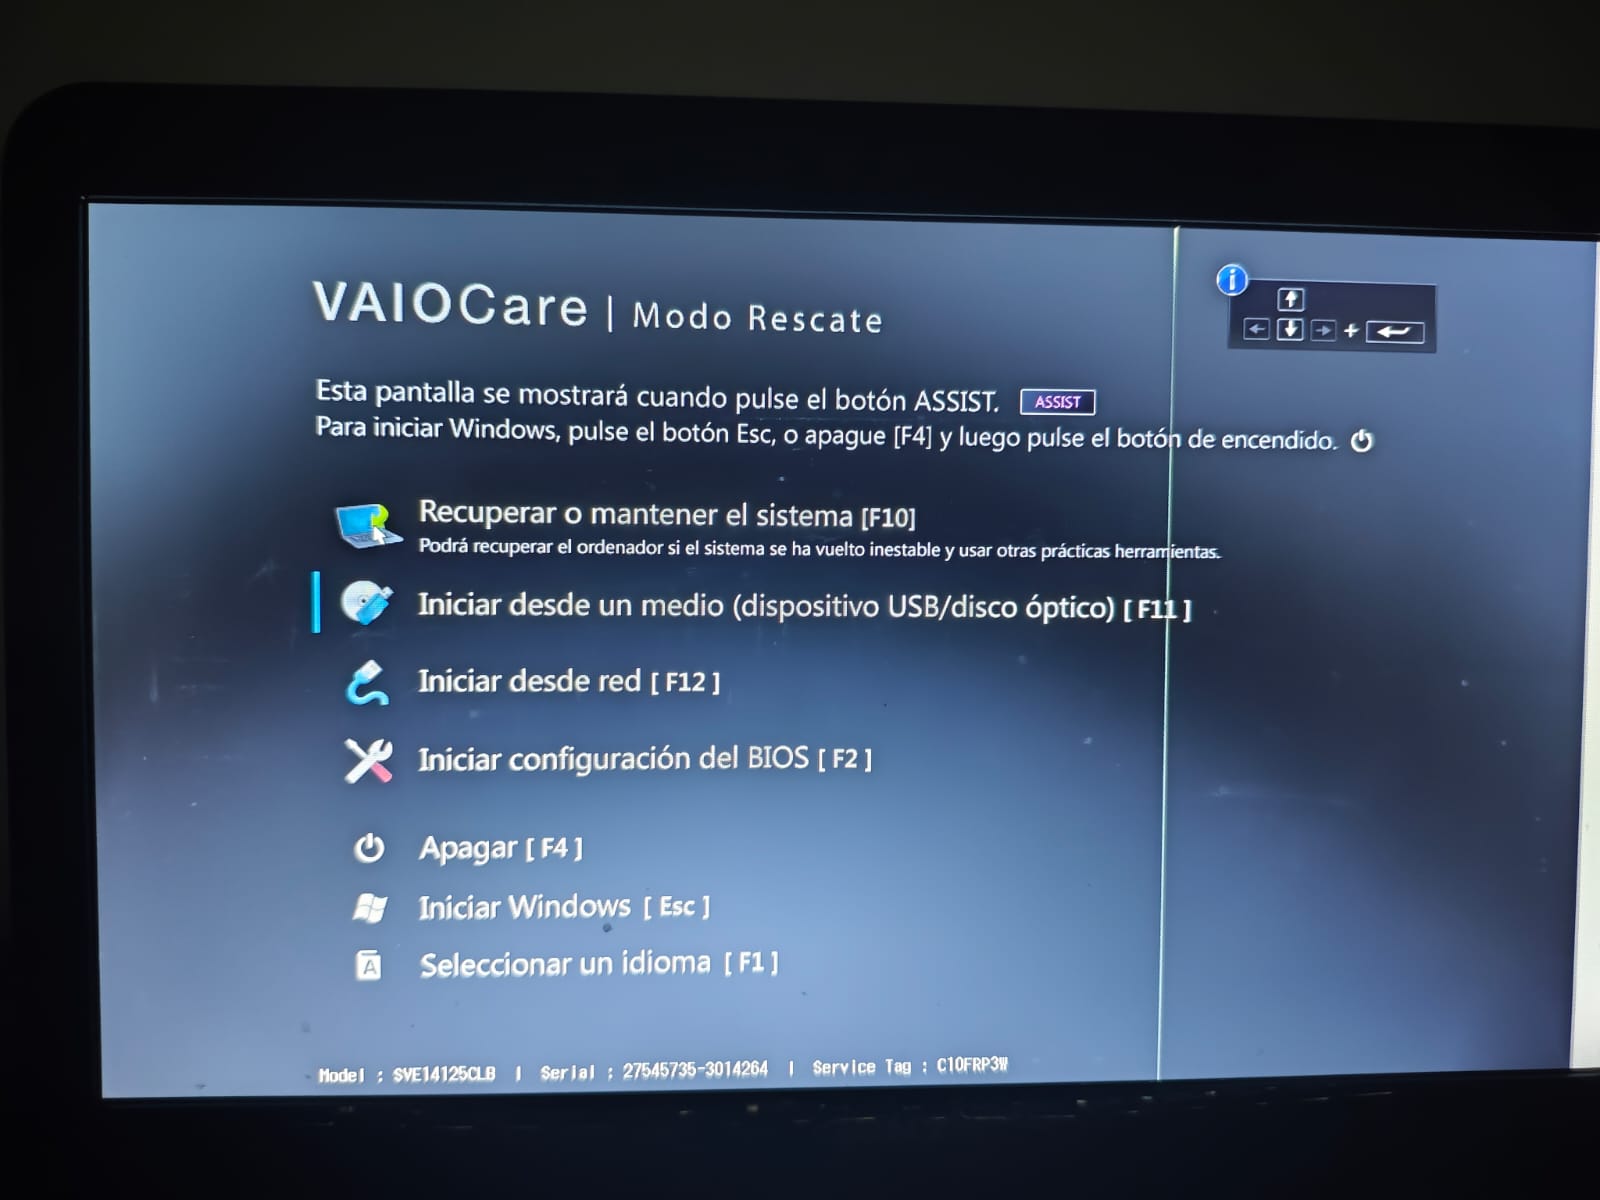 VAIOCare | Modo Rescate
Esta pantalla se mostrará cuando pulse el botón ASSIST. ASSIST
Para iniciar Windows, pulse el botón Esc, o apague [F4] y luego pulse el botón de encendido.
Recuperar o mantener el sistema [F10]
Podrá recuperar el ordenador si el sistema se ha vuelto inestable y usar otras prácticas herramientas.
Iniciar desde un medio (dispositivo USB/disco óptico) [ F11 ]
Iniciar desde red [ F12 ]
Iniciar configuración del BIOS [ F2 ]
Apagar [ F4 ]
Iniciar Windows [ Esc ]
Seleccionar un idioma [ F1 ]
Model : SVE14125CLB | Serial : 27545735-3014264 | Service Tag : C10FRP3W